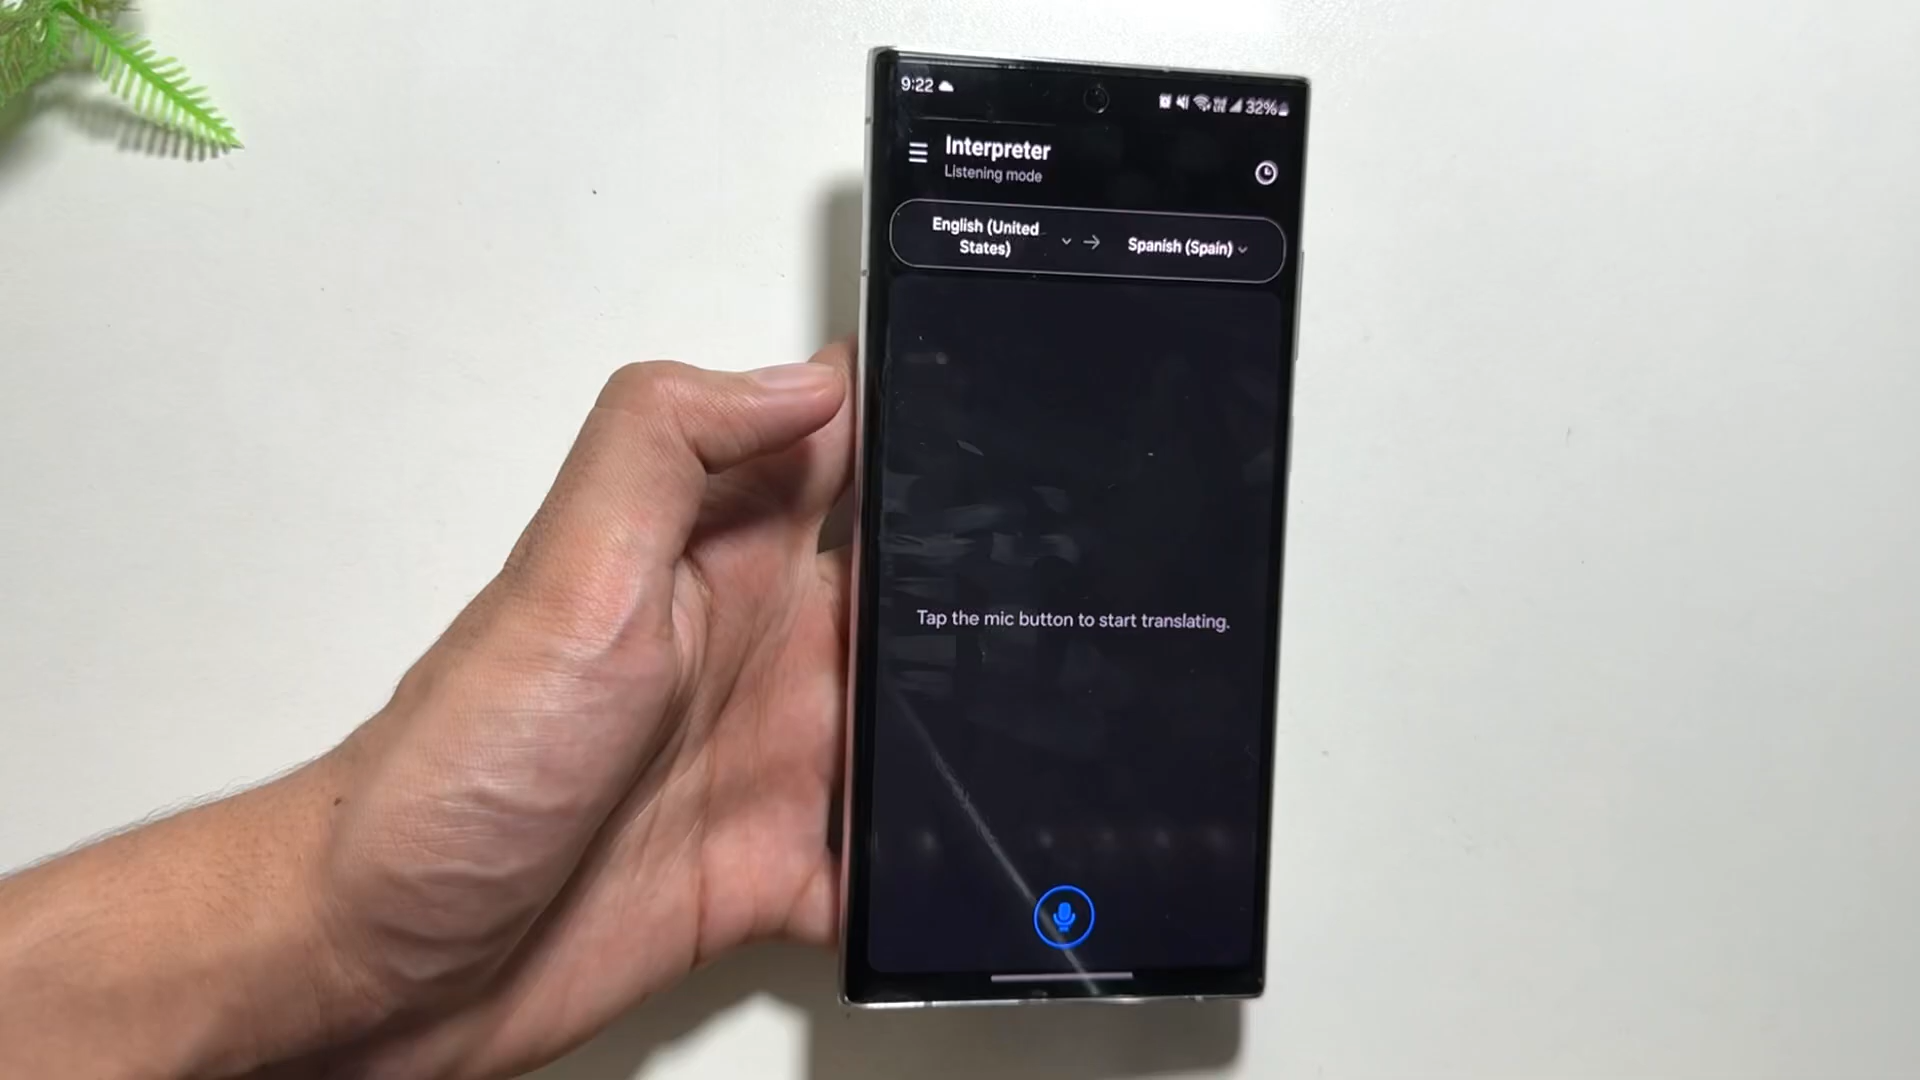 9:22
32%
Interpreter
Listening mode
English (United
States)
Spanish (Spain)
Tap the mic button to start translating.